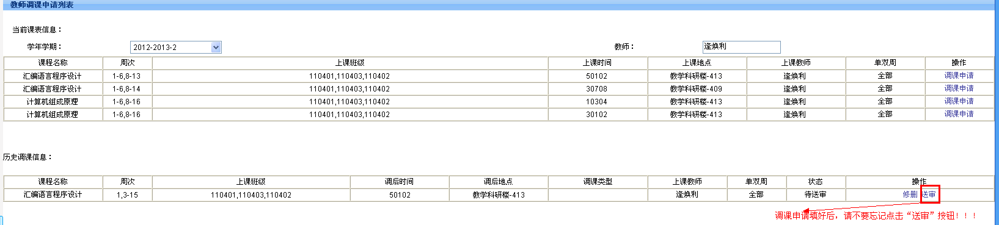 教师调课申请列表
当前课表信息：
学年学期： 2012-2013-2 教师： 逄焕利
课程名称 周次 上课班级 上课时间 上课地点 上课教师 单双周 操作
汇编语言程序设计 1-6,8-13 110401,110403,110402 50102 教学科研楼-413 逄焕利 全部 调课申请
汇编语言程序设计 1-6,8-14 110401,110403,110402 30708 教学科研楼-409 逄焕利 全部 调课申请
计算机组成原理 1-6,8-16 110401,110403,110402 10304 教学科研楼-413 逄焕利 全部 调课申请
计算机组成原理 1-6,8-16 110401,110403,110402 30102 教学科研楼-413 逄焕利 全部 调课申请
历史调课信息：
课程名称 周次 上课班级 调后时间 调后地点 调课类型 上课教师 单双周 状态 操作
汇编语言程序设计 1,3-15 110401,110403,110402 50102 教学科研楼-413 逄焕利 全部 待送审 修删 送审
调课申请填好后，请不要忘记点击“送审”按钮！！！